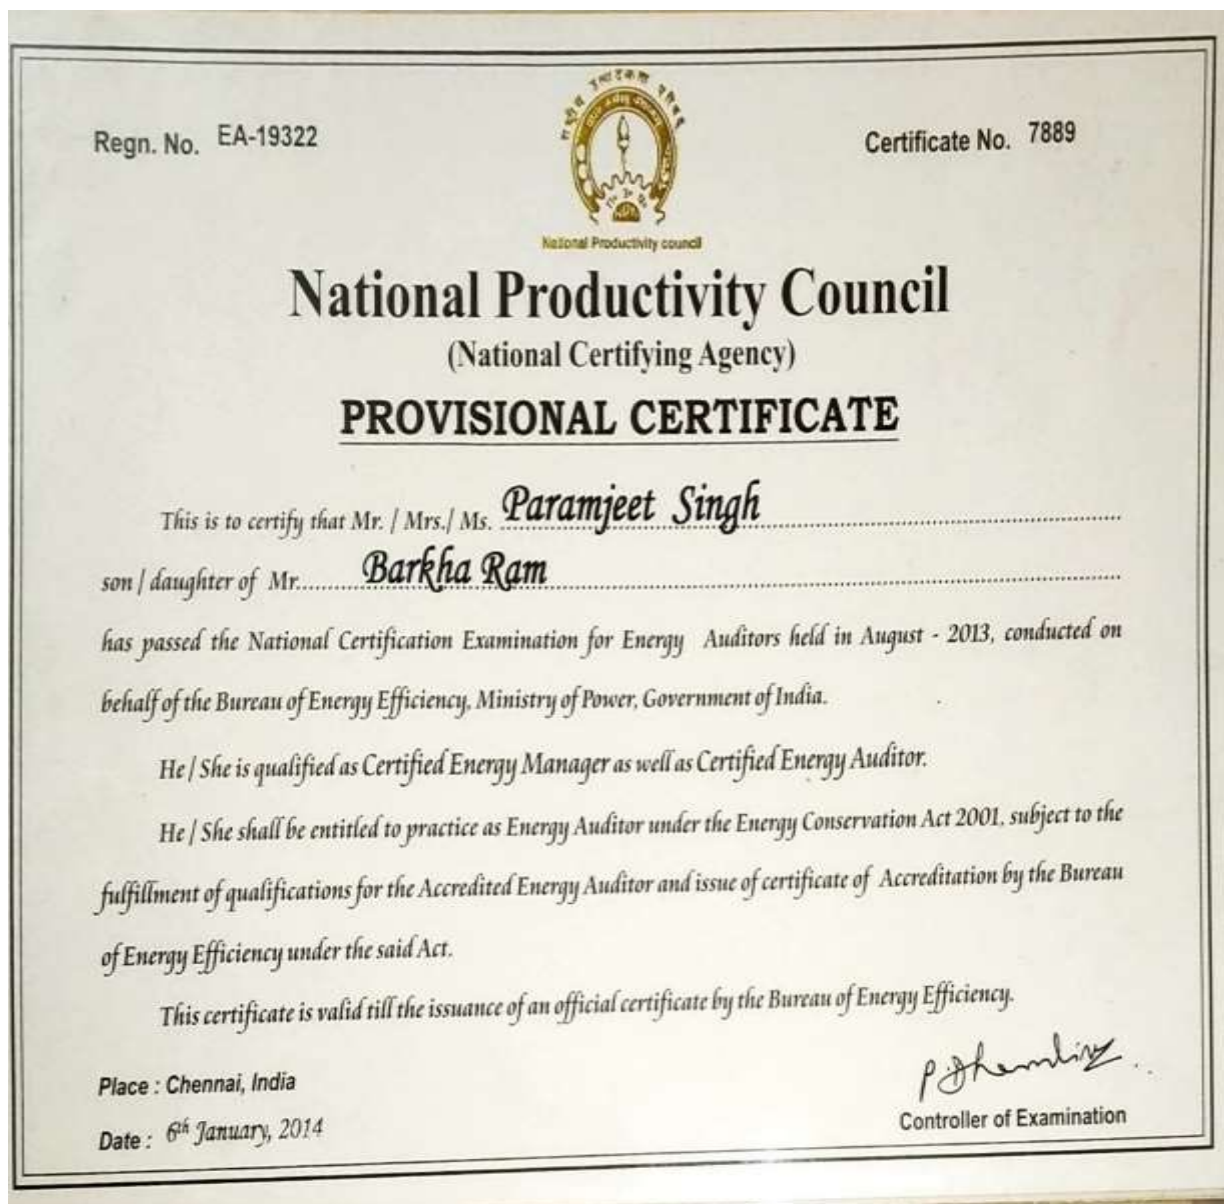 राष्ट्रीय उत्पादकता परिषद्
Regn. No. EA-19322
Certificate No. 7889
National Productivity council
National Productivity Council
(National Certifying Agency)
PROVISIONAL CERTIFICATE
This is to certify that Mr. / Mrs./ Ms. Paramjeet Singh
son / daughter of Mr. Barkha Ram
has passed the National Certification Examination for Energy Auditors held in August - 2013, conducted on
behalf of the Bureau of Energy Efficiency, Ministry of Power, Government of India.
He / She is qualified as Certified Energy Manager as well as Certified Energy Auditor.
He / She shall be entitled to practice as Energy Auditor under the Energy Conservation Act 2001, subject to the
fulfillment of qualifications for the Accredited Energy Auditor and issue of certificate of Accreditation by the Bureau
of Energy Efficiency under the said Act.
This certificate is valid till the issuance of an official certificate by the Bureau of Energy Efficiency.
Place : Chennai, India
Date : 6th January, 2014
Controller of Examination